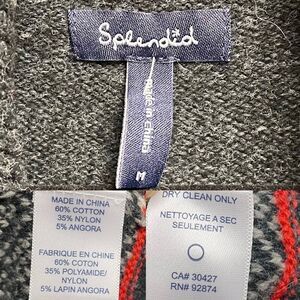 Splendid
made in china
M
MADE IN CHINA
60% COTTON
35% NYLON
5% ANGORA
FABRIQUE EN CHINE
60% COTON
35% POLYAMIDE/
NYLON
5% LAPIN ANGORA
DRY CLEAN ONLY
NETTOYAGE A SEC
SEULEMENT
CA# 30427
RN# 92874